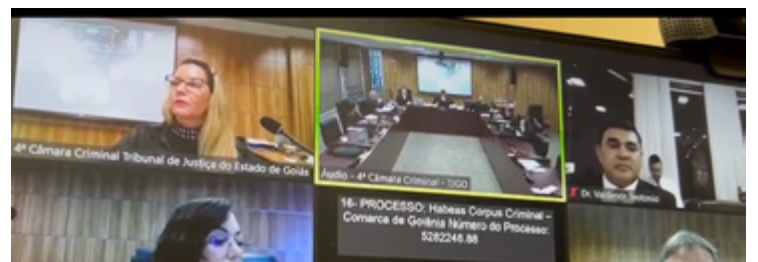 4ª Câmara Criminal Tribunal de Justiça do Estado de Goiás
Áudio - 4ª Câmara Criminal - TJGO
Dr.
16- PROCESSO: Habeas Corpus Criminal –
Comarca de Goiânia Número do Processo:
5282248.88